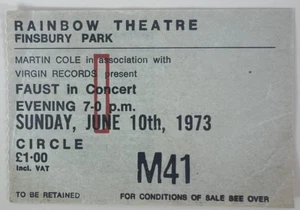 RAINBOW THEATRE
FINSBURY PARK
MARTIN COLE in association with
VIRGIN RECORDS present
FAUST in Concert
EVENING 7-0 p.m.
SUNDAY, JUN 10th, 1973
CIRCLE
£1·00
incl. VAT
M41
TO BE RETAINED
FOR CONDITIONS OF SALE SEE OVER